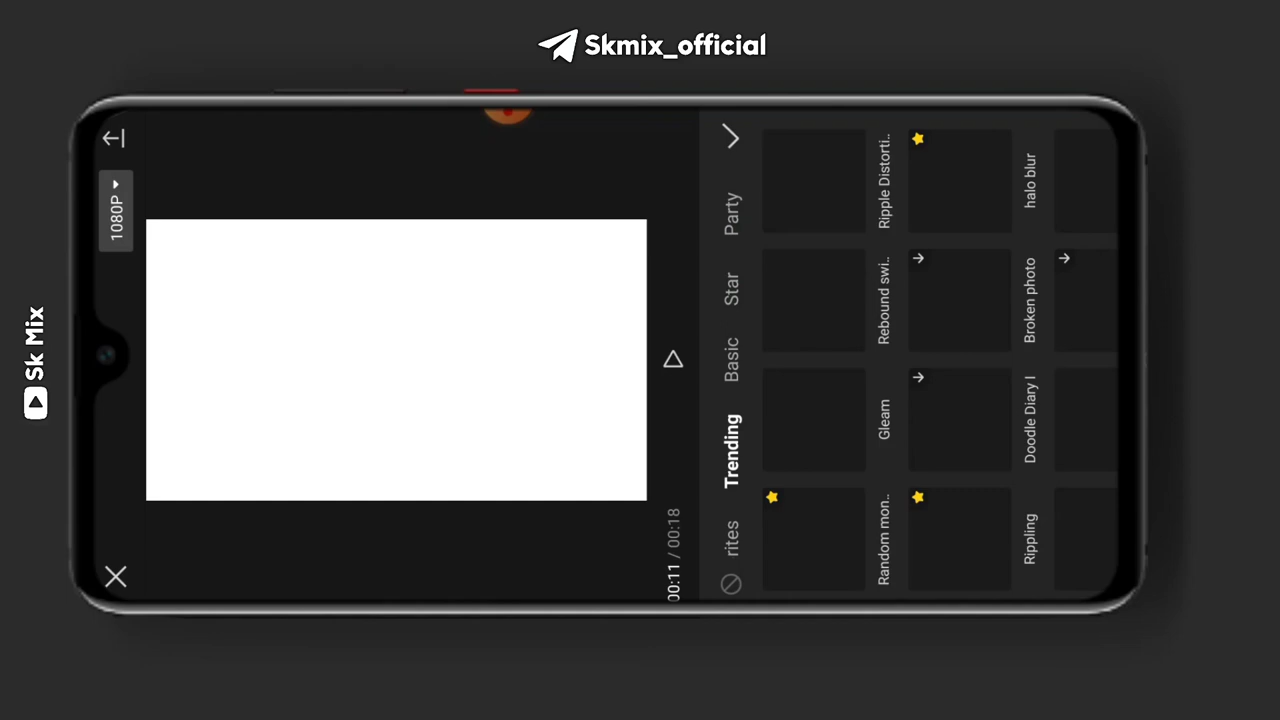 Skmix_official
Sk Mix
1080P
00:11 / 00:18
rites
Trending
Basic
Star
Party
Random mon..
Gleam
Rebound swi..
Ripple Distorti..
Rippling
Doodle Diary I
Broken photo
halo blur